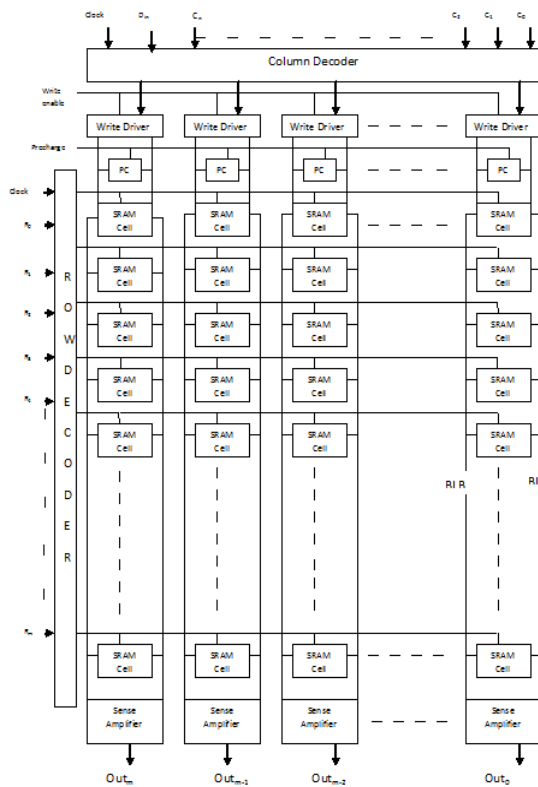 Clock Dₘ Cₙ C₂ C₁ C₀
Column Decoder
Write
enable
Write Driver Write Driver Write Driver Write Driver
Precharge
PC PC PC PC
Clock
SRAM SRAM SRAM SRAM
Cell Cell Cell Cell
R₀
R₁
SRAM SRAM SRAM SRAM
Cell Cell Cell Cell
R₂
SRAM SRAM SRAM SRAM
Cell Cell Cell Cell
R₃
SRAM SRAM SRAM SRAM
Cell Cell Cell Cell
SRAM SRAM SRAM SRAM
Cell Cell Cell Cell
ROW DECODER
SRAM SRAM SRAM SRAM
Cell Cell Cell Cell
Sense Sense Sense Sense
Amplifier Amplifier Amplifier Amplifier
Outₘ Outₘ₋₁ Outₘ₋₂ Out₀